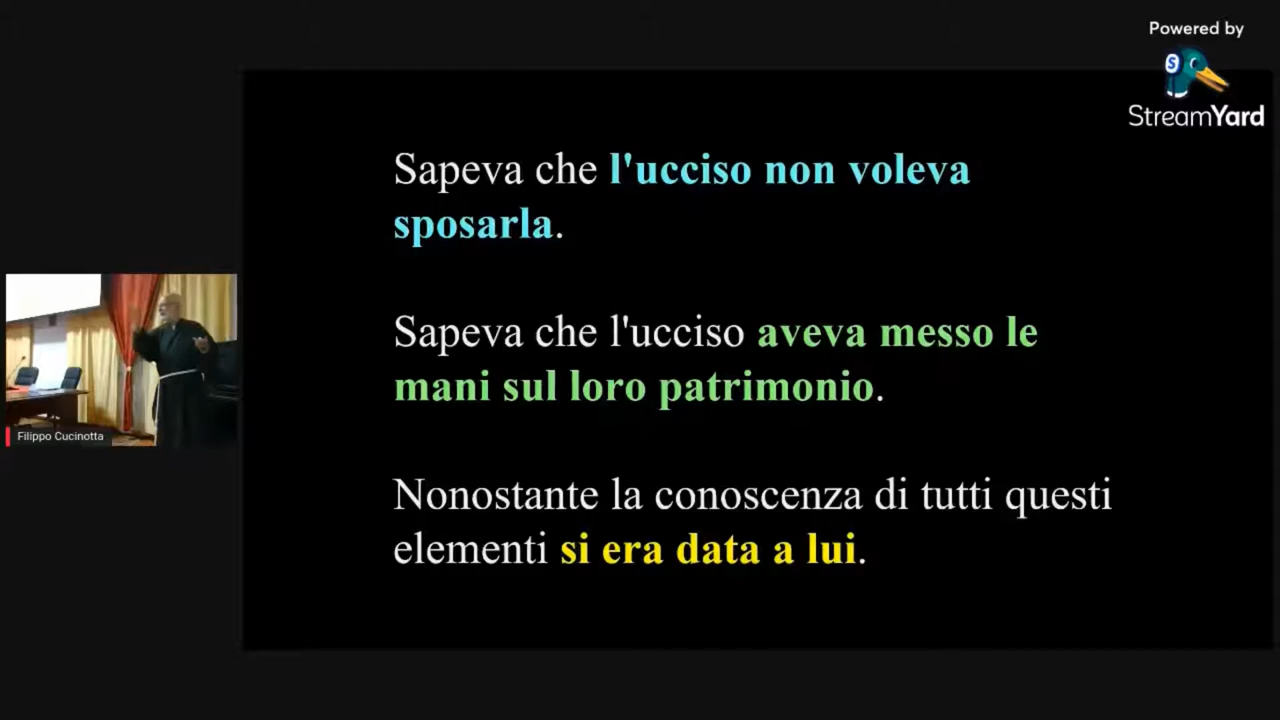 Powered by
StreamYard
Sapeva che l'ucciso non voleva
sposarla.
Sapeva che l'ucciso aveva messo le
mani sul loro patrimonio.
Nonostante la conoscenza di tutti questi
elementi si era data a lui.
Filippo Cucinotta